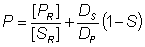 P = [P_R]/[S_R] + D_S/D_P (1 − S)